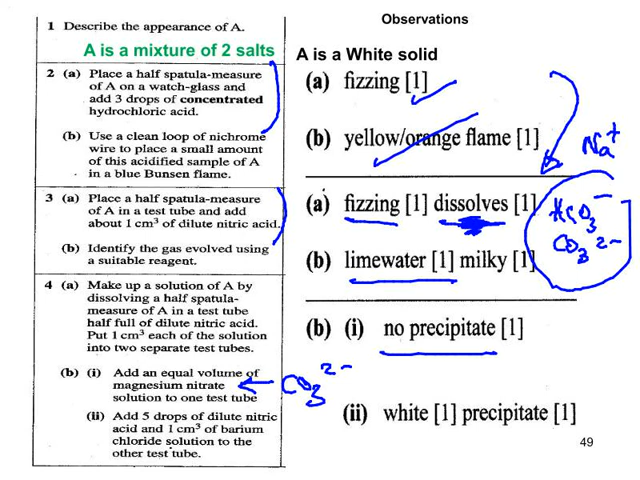 Observations
1 Describe the appearance of A.
A is a mixture of 2 salts
A is a White solid
2 (a) Place a half spatula-measure
of A on a watch-glass and
add 3 drops of concentrated
hydrochloric acid.
(a) fizzing [1]
(b) Use a clean loop of nichrome
wire to place a small amount
of this acidified sample of A
in a blue Bunsen flame.
(b) yellow/orange flame [1]
Na+
3 (a) Place a half spatula-measure
of A in a test tube and add
about 1 cm³ of dilute nitric acid.
(a) fizzing [1] dissolves [1]
HCO3 −
CO3 2−
(b) Identify the gas evolved using
a suitable reagent.
(b) limewater [1] milky [1]
4 (a) Make up a solution of A by
dissolving a half spatula-
measure of A in a test tube
half full of dilute nitric acid.
Put 1 cm³ each of the solution
into two separate test tubes.
(b) (i) Add an equal volume of
magnesium nitrate
solution to one test tube
(b) (i) no precipitate [1]
CO3 2−
(ii) Add 5 drops of dilute nitric
acid and 1 cm³ of barium
chloride solution to the
other test tube.
(ii) white [1] precipitate [1]
49